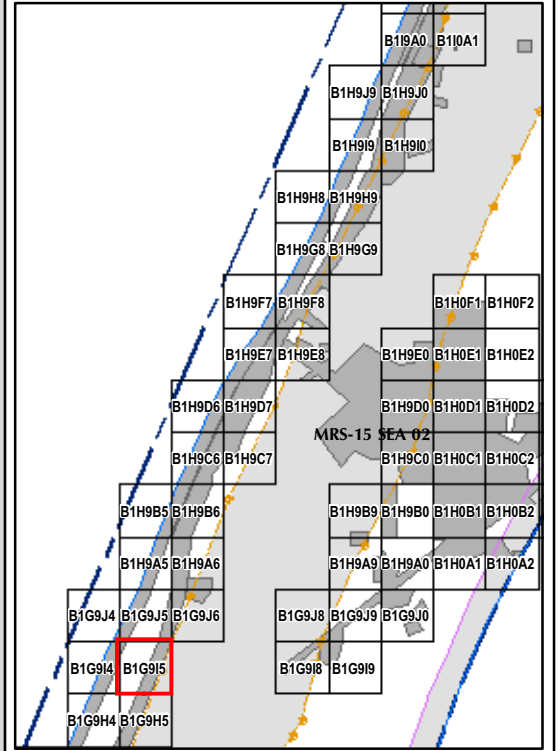 B1I9A0 B1I0A1
B1H9J9 B1H9J0
B1H9I9 B1H9I0
B1H9H8 B1H9H9
B1H9G8 B1H9G9
B1H9F7 B1H9F8 B1H0F1 B1H0F2
B1H9E7 B1H9E8 B1H9E0 B1H0E1 B1H0E2
B1H9D6 B1H9D7 B1H9D0 B1H0D1 B1H0D2
MRS-15 SEA 02
B1H9C6 B1H9C7 B1H9C0 B1H0C1 B1H0C2
B1H9B5 B1H9B6 B1H9B9 B1H9B0 B1H0B1 B1H0B2
B1H9A5 B1H9A6 B1H9A9 B1H9A0 B1H0A1 B1H0A2
B1G9J4 B1G9J5 B1G9J6 B1G9J8 B1G9J9 B1G9J0
B1G9I4 B1G9I5 B1G9I8 B1G9I9
B1G9H4 B1G9H5